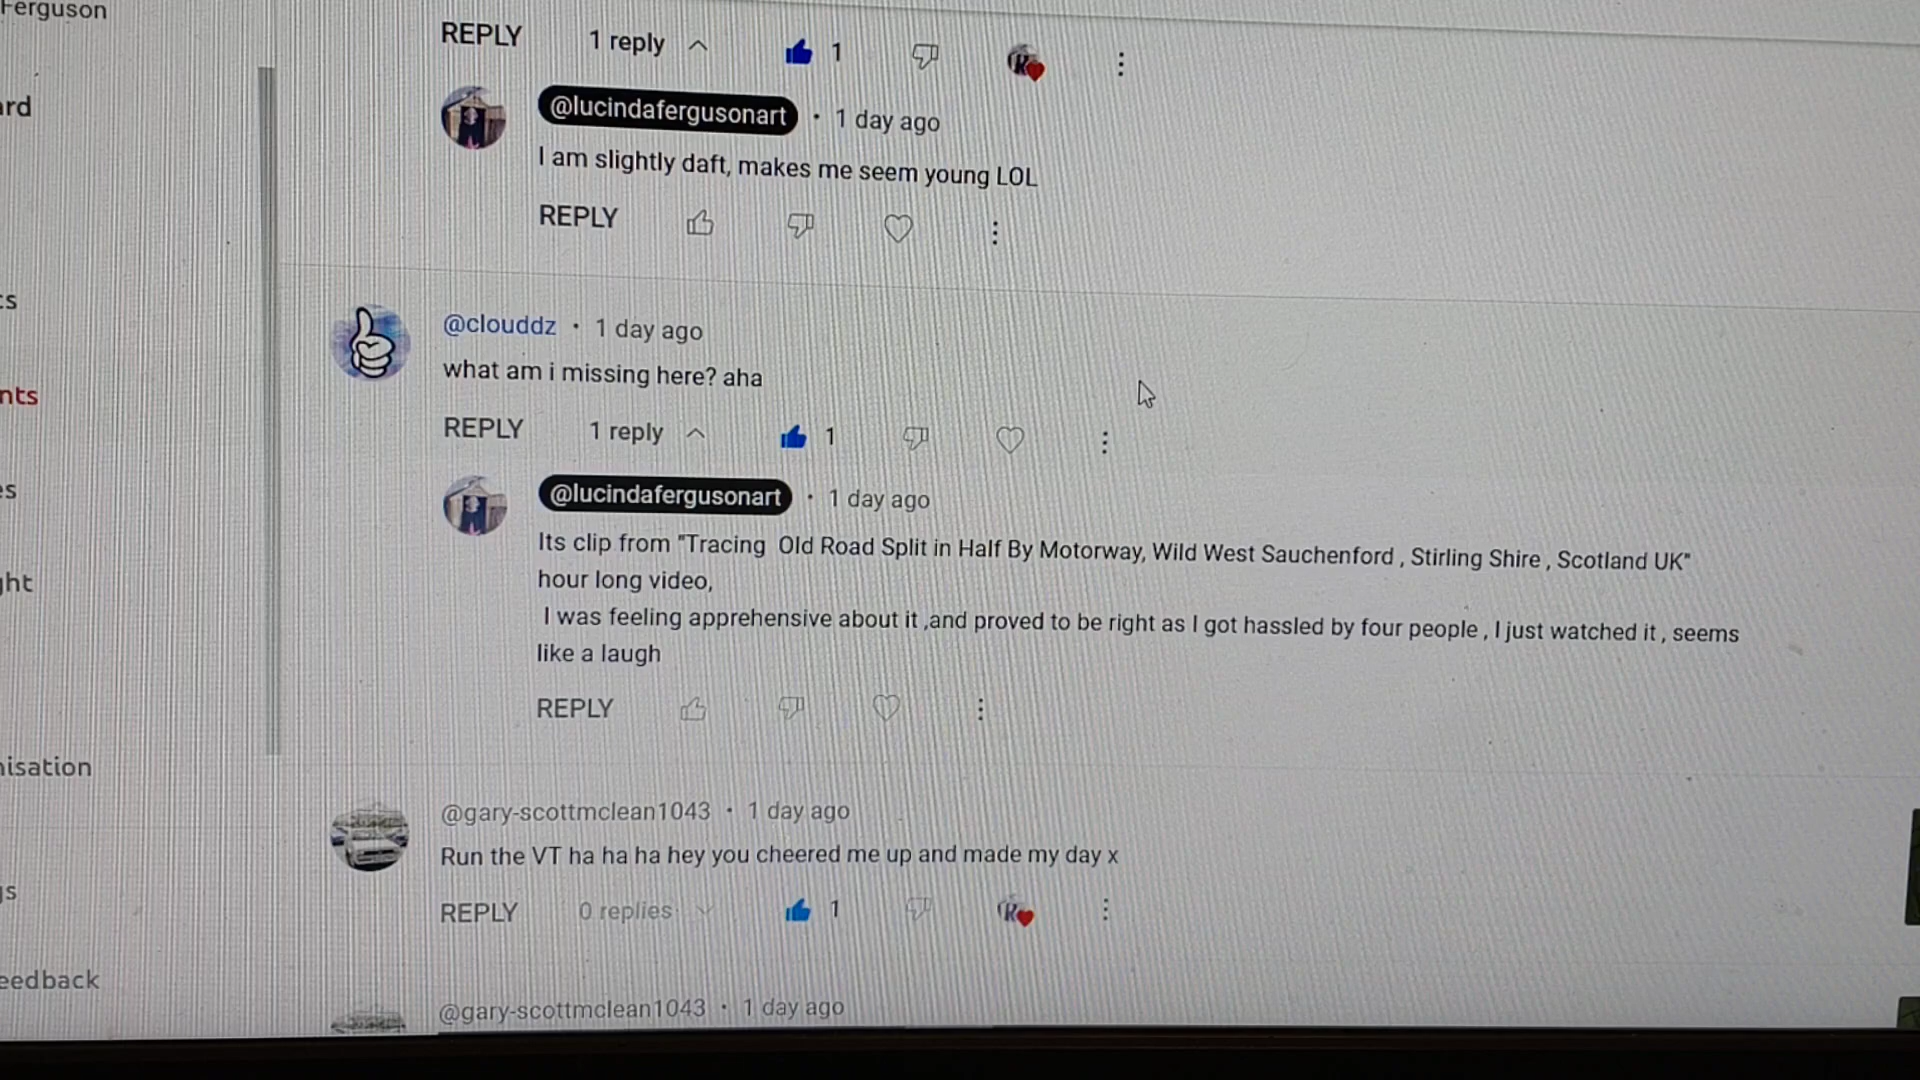 Ferguson
REPLY 1 reply 1
ard
@lucindafergusonart · 1 day ago
I am slightly daft, makes me seem young LOL
REPLY
ts
@clouddz · 1 day ago
what am i missing here? aha
nts
REPLY 1 reply 1
es
@lucindafergusonart · 1 day ago
Its clip from "Tracing Old Road Split in Half By Motorway, Wild West Sauchenford , Stirling Shire , Scotland UK"
hour long video,
ght
I was feeling apprehensive about it ,and proved to be right as I got hassled by four people , I just watched it , seems
like a laugh
REPLY
nisation
@gary-scottmclean1043 · 1 day ago
Run the VT ha ha ha hey you cheered me up and made my day x
gs
REPLY 0 replies 1
eedback
@gary-scottmclean1043 · 1 day ago